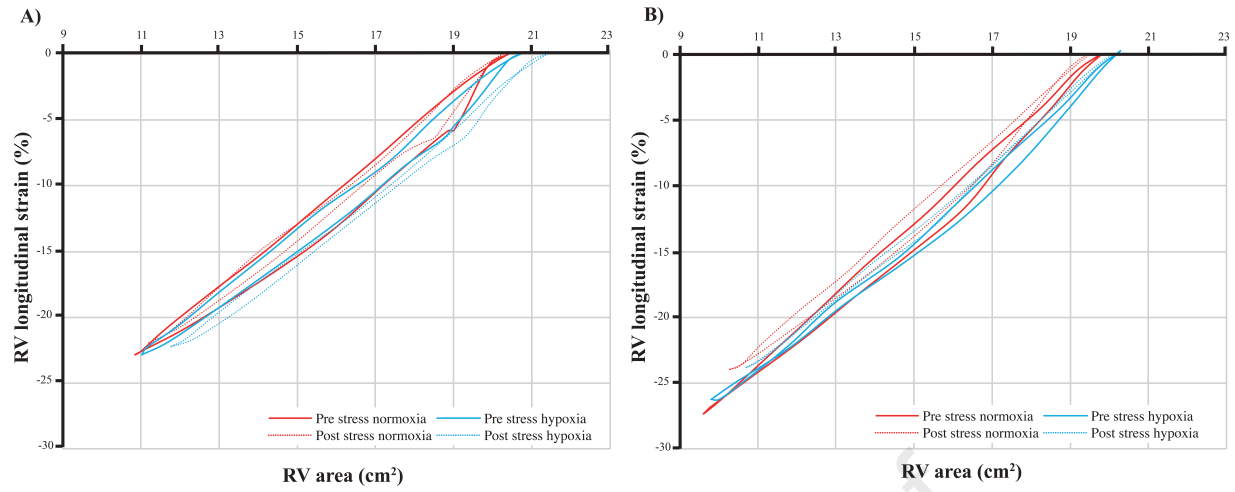 A)
9 11 13 15 17 19 21 23
0
-5
-10
-15
-20
-25
-30
RV longitudinal strain (%)
Pre stress normoxia Pre stress hypoxia
Post stress normoxia Post stress hypoxia
RV area (cm²)
B)
9 11 13 15 17 19 21 23
0
-5
-10
-15
-20
-25
-30
RV longitudinal strain (%)
Pre stress normoxia Pre stress hypoxia
Post stress normoxia Post stress hypoxia
RV area (cm²)